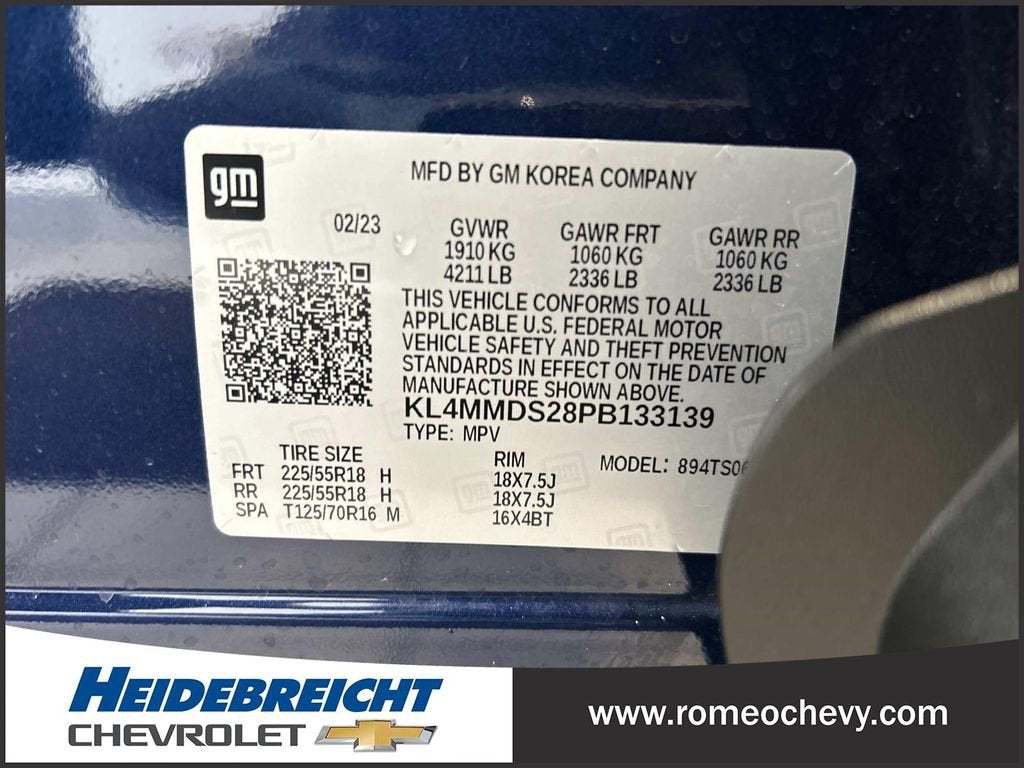 gm
MFD BY GM KOREA COMPANY
02/23
GVWR GAWR FRT GAWR RR
1910 KG 1060 KG 1060 KG
4211 LB 2336 LB 2336 LB
THIS VEHICLE CONFORMS TO ALL
APPLICABLE U.S. FEDERAL MOTOR
VEHICLE SAFETY AND THEFT PREVENTION
STANDARDS IN EFFECT ON THE DATE OF
MANUFACTURE SHOWN ABOVE.
KL4MMDS28PB133139
TYPE: MPV
TIRE SIZE RIM MODEL:
FRT 225/55R18 H 18X7.5J
RR 225/55R18 H 18X7.5J
SPA T125/70R16 M 16X4BT
HEIDEBREICHT
CHEVROLET
www.romeochevy.com